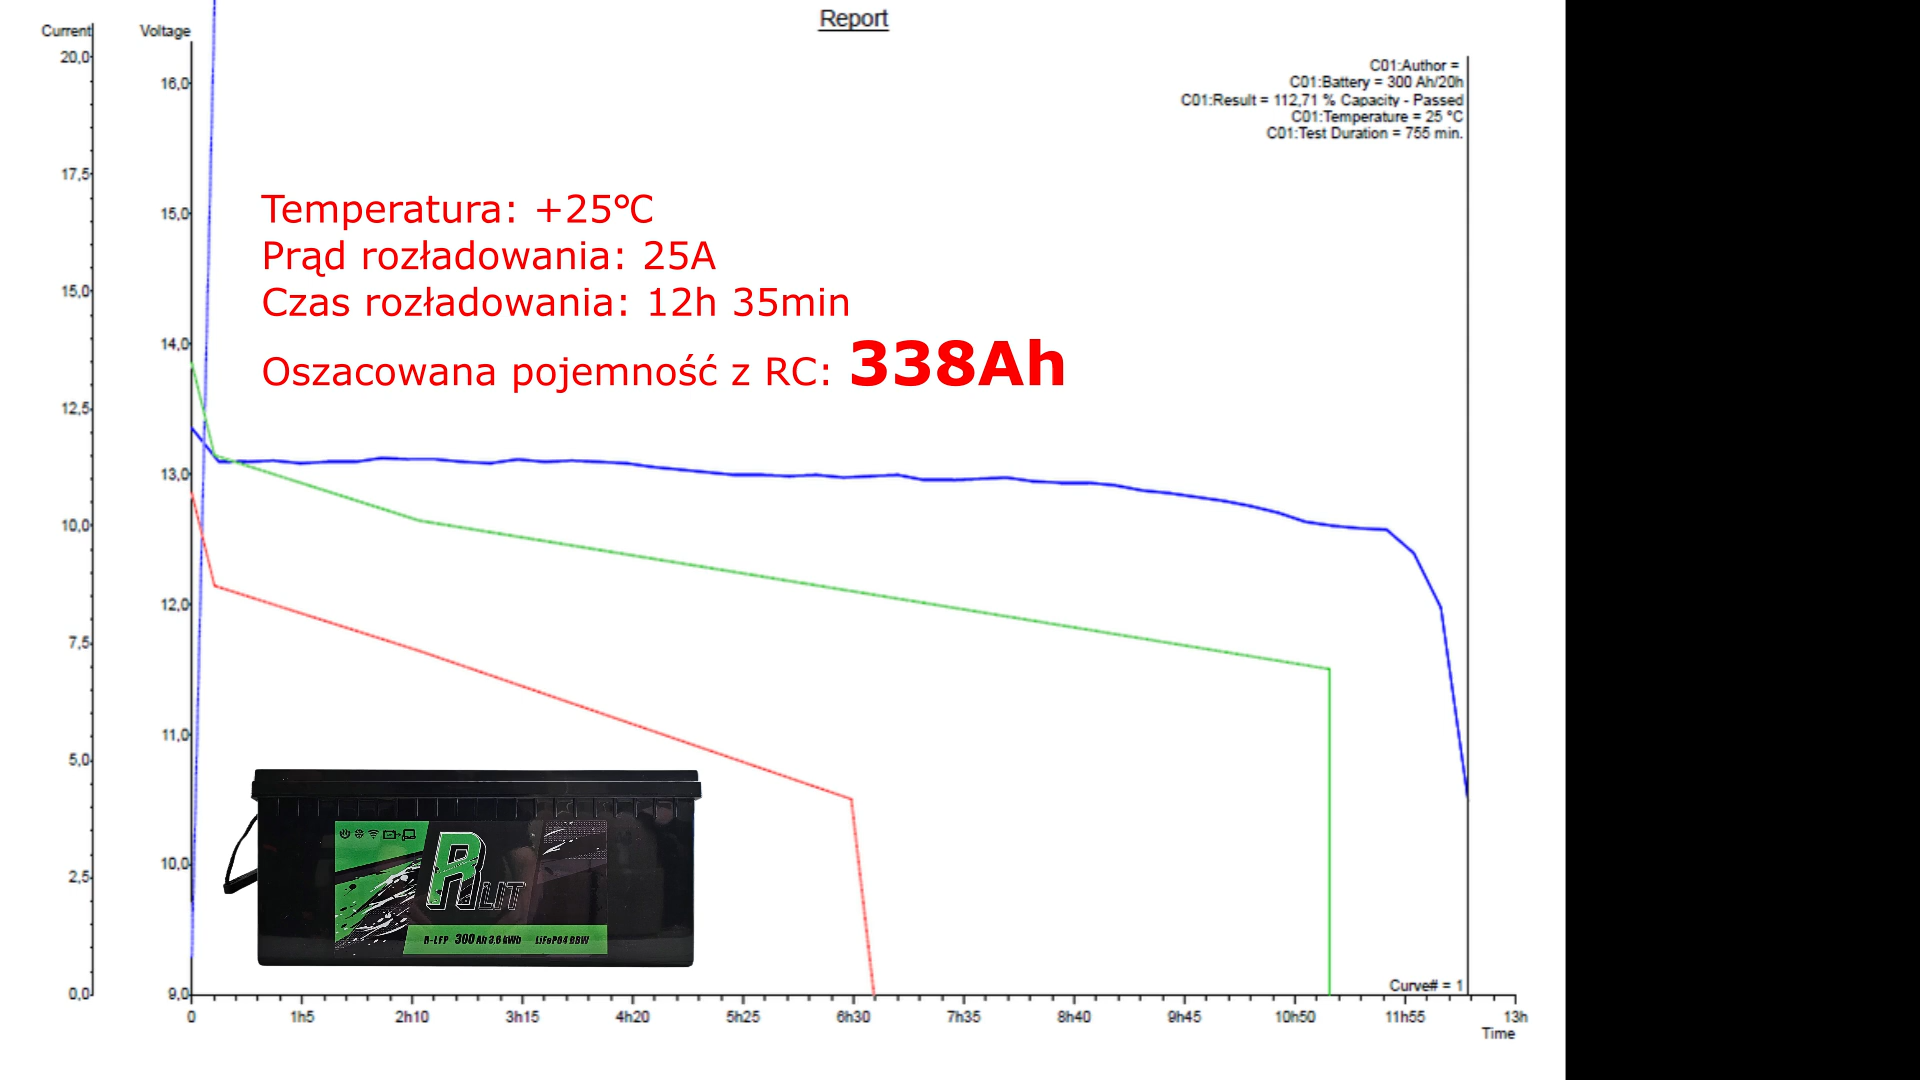 Report
Current
Voltage
20,0
17,5
15,0
12,5
10,0
7,5
5,0
2,5
0,0
16,0
15,0
14,0
13,0
12,0
11,0
10,0
9,0
C01:Author =
C01:Battery = 300 Ah/20h
C01:Result = 112,71 % Capacity - Passed
C01:Temperature = 25 °C
C01:Test Duration = 755 min.
Temperatura: +25°C
Prąd rozładowania: 25A
Czas rozładowania: 12h 35min
Oszacowana pojemność z RC: 338Ah
R LIT
R-LFP 300Ah 3,6 kWh LiFePO4
Curve# = 1
0 1h5 2h10 3h15 4h20 5h25 6h30 7h35 8h40 9h45 10h50 11h55 13h
Time